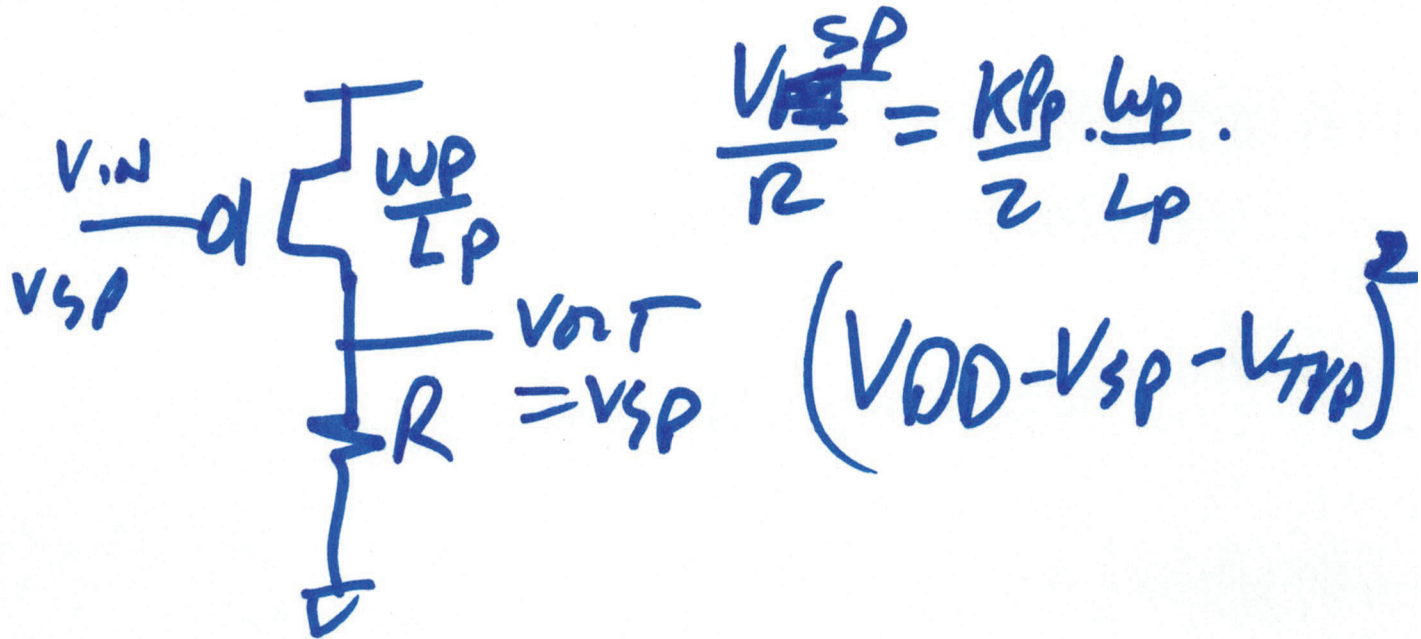 VIN
VSP
WP
LP
VOUT
= VSP
R
VSP/R = KPp/2 · Wp/Lp ·
(VDD - VSP - VTHP)²